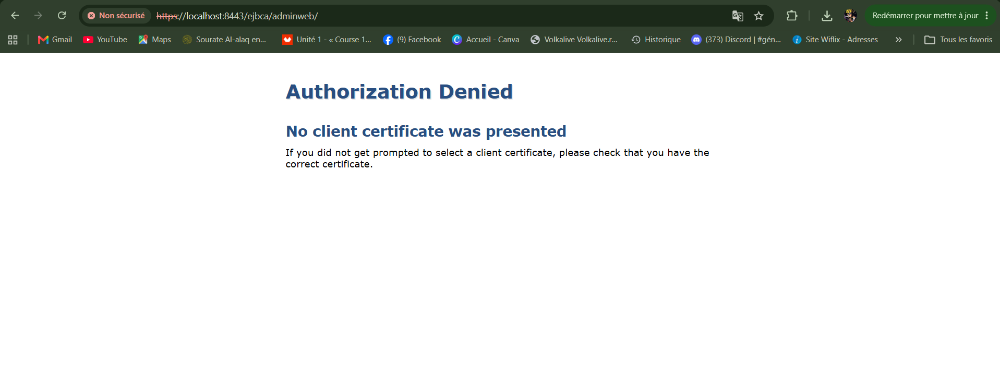 Non sécurisé https://localhost:8443/ejbca/adminweb/ Redémarrer pour mettre à jour
Gmail YouTube Maps Sourate Al-alaq en... Unité 1 - « Course 1... (9) Facebook Accueil - Canva Volkalive Volkalive.r... Historique (373) Discord | #gén... Site Wiflix - Adresses » Tous les favoris
Authorization Denied
No client certificate was presented
If you did not get prompted to select a client certificate, please check that you have the
correct certificate.